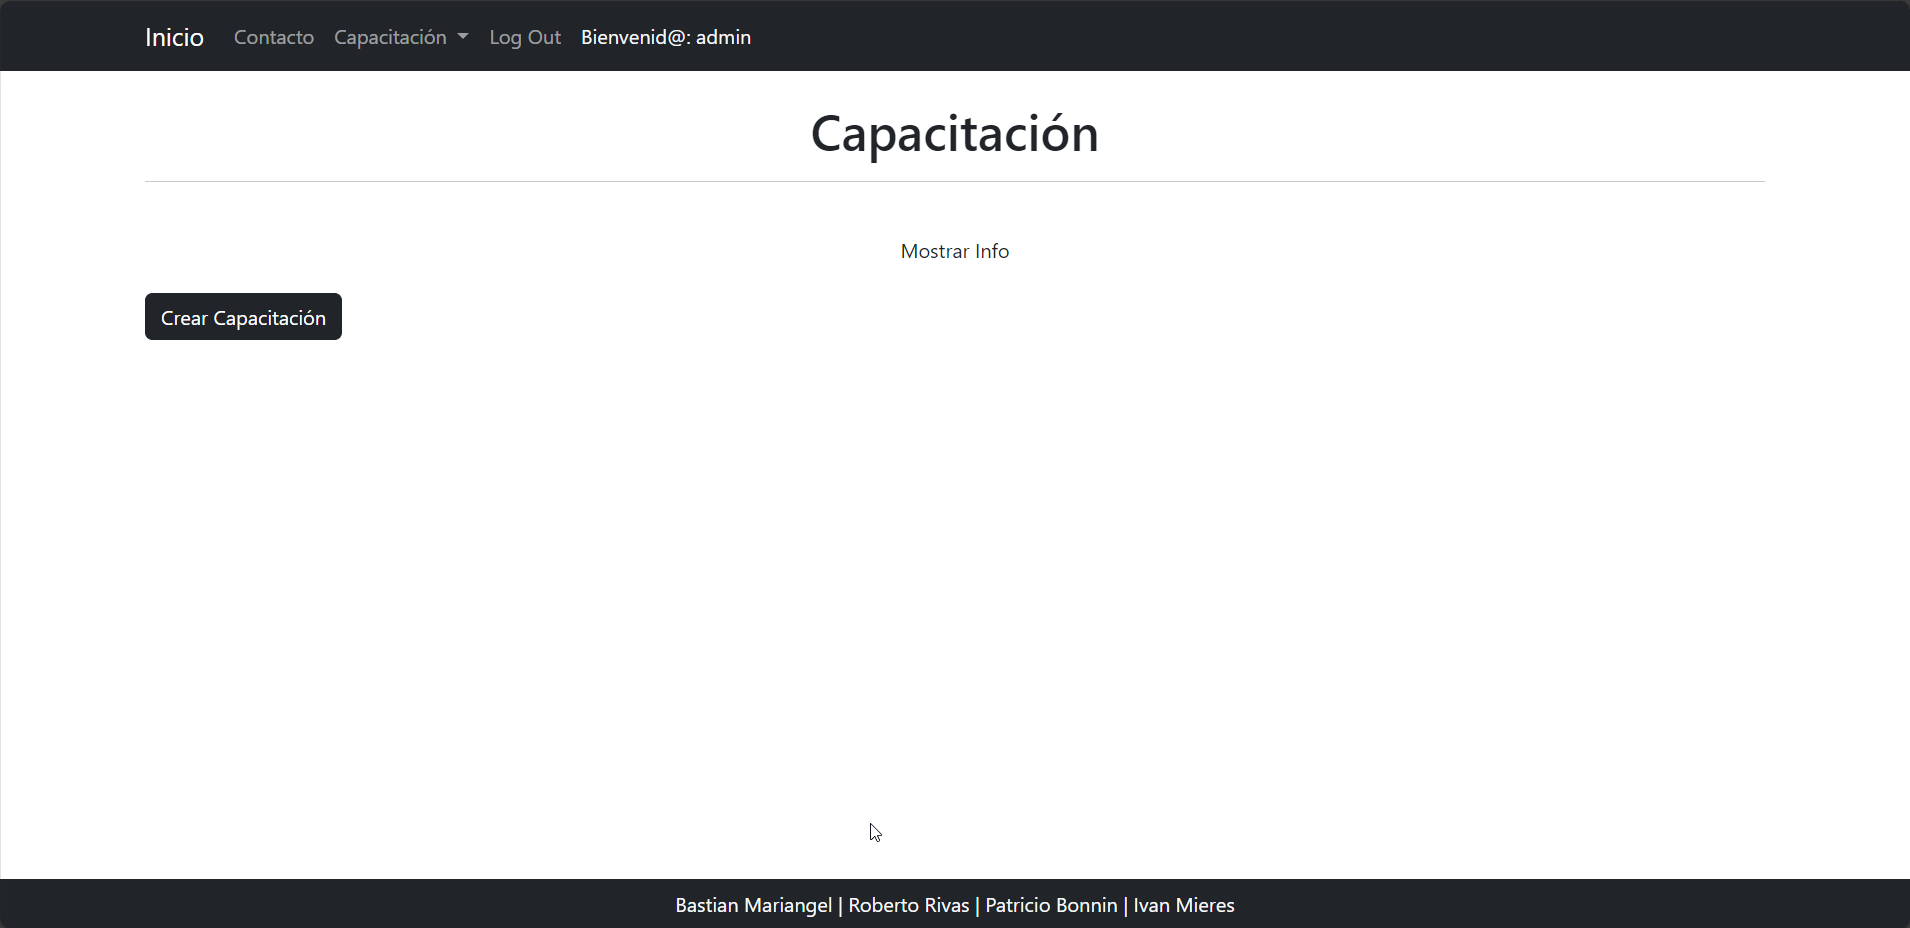 Inicio Contacto Capacitación Log Out Bienvenid@: admin
Capacitación
Mostrar Info
Crear Capacitación
Bastian Mariangel | Roberto Rivas | Patricio Bonnin | Ivan Mieres